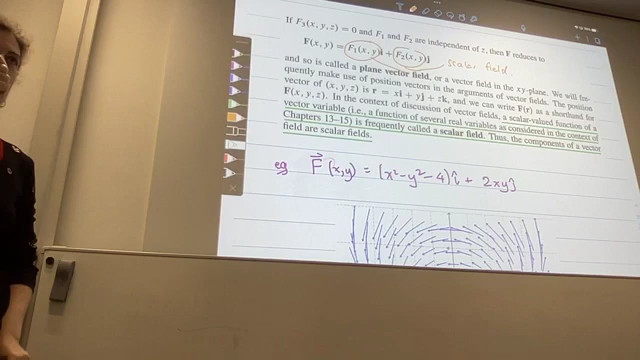 If F₃(x, y, z) = 0 and F₁ and F₂ are independent of z, then F reduces to
F(x, y) = F₁(x, y)i + F₂(x, y)j
scalar field
and so is called a plane vector field, or a vector field in the xy-plane. We will fre-
quently make use of position vectors in the arguments of vector fields. The position
vector of (x, y, z) is r = xi + yj + zk, and we can write F(r) as a shorthand for
F(x, y, z). In the context of discussion of vector fields, a scalar-valued function of a
vector variable (i.e., a function of several real variables as considered in the context of
Chapters 13–15) is frequently called a scalar field. Thus, the components of a vector
field are scalar fields.
eg F⃗(x,y) = (x²-y²-4)î + 2xyĵ